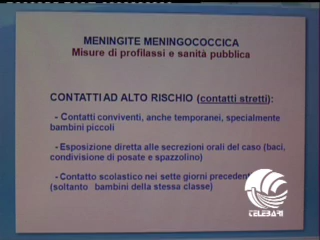 MENINGITE MENINGOCOCCICA
Misure di profilassi e sanità pubblica
CONTATTI AD ALTO RISCHIO (contatti stretti):
- Contatti conviventi, anche temporanei, specialmente
bambini piccoli
- Esposizione diretta alle secrezioni orali del caso (baci,
condivisione di posate e spazzolino)
- Contatto scolastico nei sette giorni precedent
(soltanto bambini della stessa classe)
TELEBARI